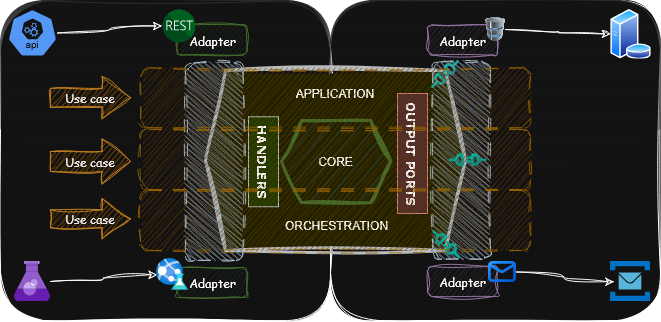 api
REST
Adapter
Adapter
Use case
APPLICATION
HANDLERS
OUTPUT PORTS
Use case
CORE
Use case
ORCHESTRATION
Adapter
Adapter